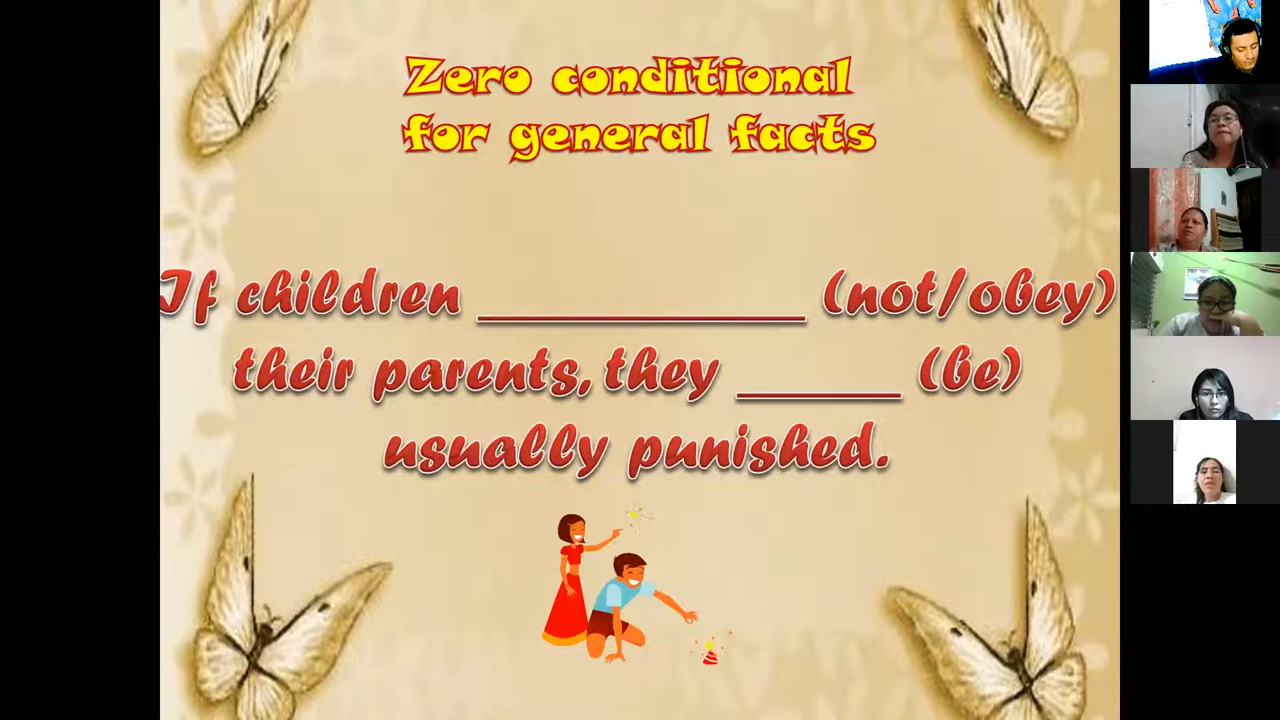 Zero conditional
for general facts
If children ____________ (not/obey)
their parents, they ______ (be)
usually punished.